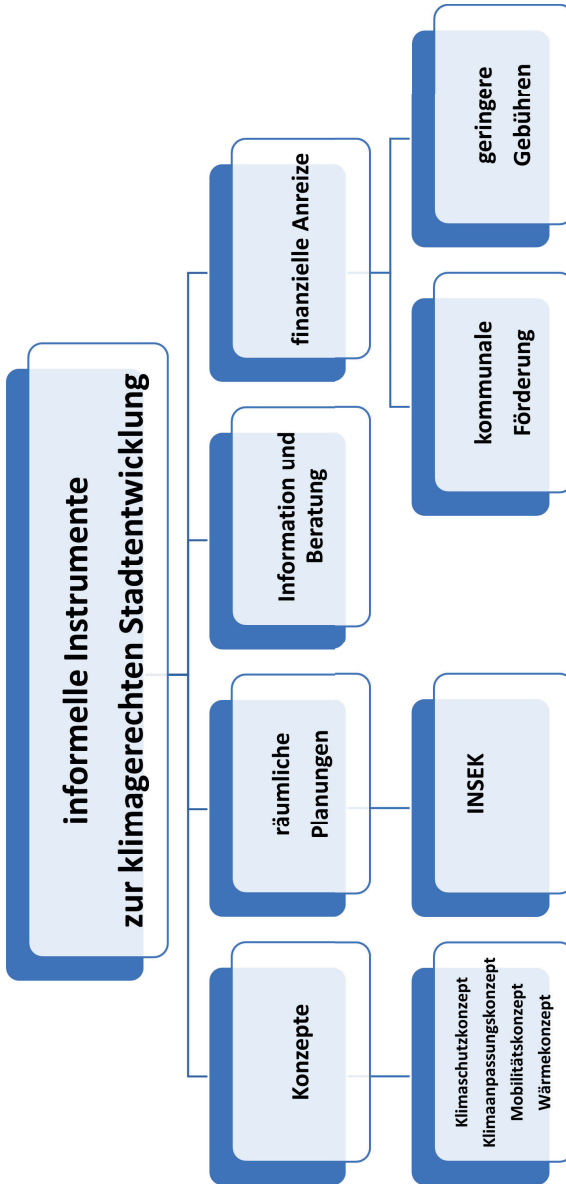 informelle Instrumente
zur klimagerechten Stadtentwicklung
Konzepte
räumliche
Planungen
Information und
Beratung
finanzielle Anreize
Klimaschutzkonzept
Klimaanpassungskonzept
Mobilitätskonzept
Wärmekonzept
INSEK
kommunale
Förderung
geringere
Gebühren